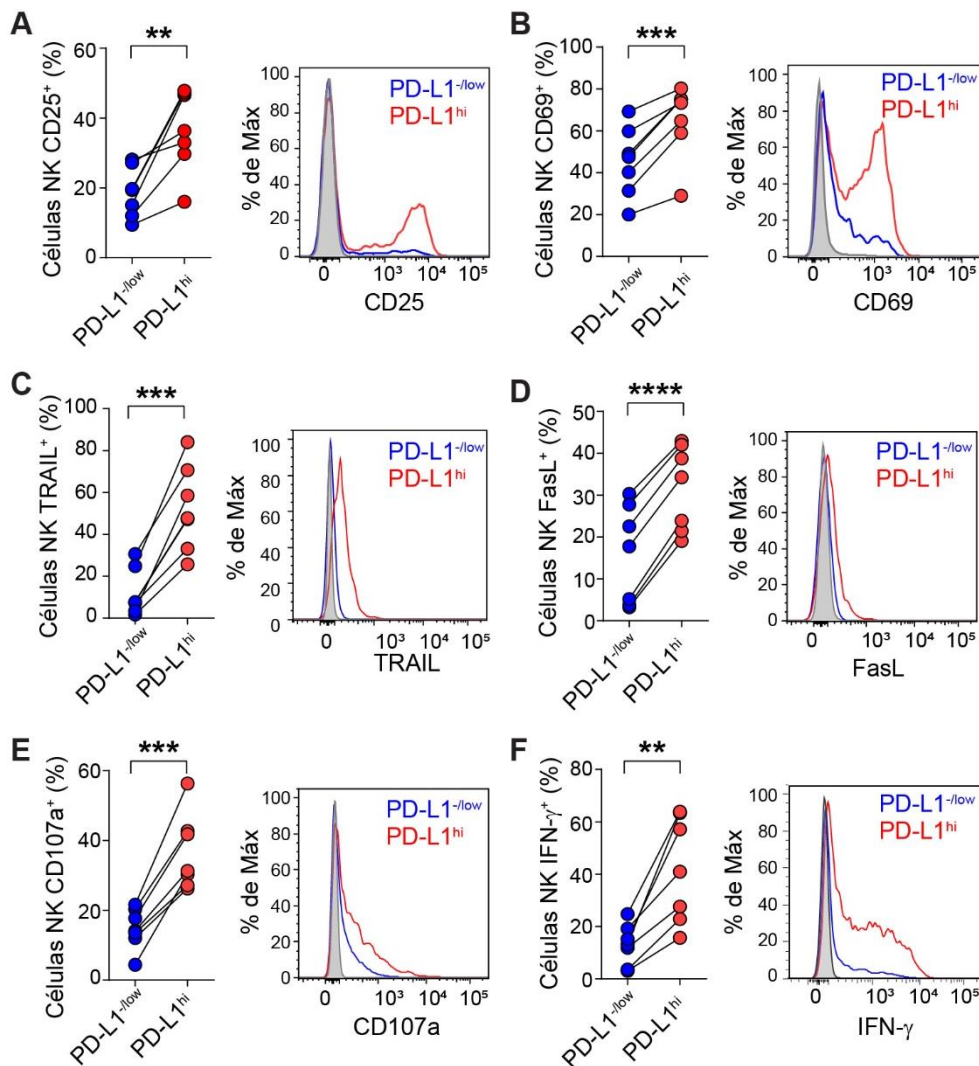 A
Células NK CD25⁺ (%)
60
40
20
0
**
PD-L1⁻/ˡᵒʷ
PD-L1ʰⁱ
% de Máx
100
80
60
40
20
0
PD-L1⁻/ˡᵒʷ
PD-L1ʰⁱ
0 10³ 10⁴ 10⁵
CD25
B
Células NK CD69⁺ (%)
100
80
60
40
20
0
***
PD-L1⁻/ˡᵒʷ
PD-L1ʰⁱ
% de Máx
100
80
60
40
20
0
PD-L1⁻/ˡᵒʷ
PD-L1ʰⁱ
0 10³ 10⁴ 10⁵
CD69
C
Células NK TRAIL⁺ (%)
100
80
60
40
20
0
***
PD-L1⁻/ˡᵒʷ
PD-L1ʰⁱ
% de Máx
100
80
60
40
20
0
PD-L1⁻/ˡᵒʷ
PD-L1ʰⁱ
0 10³ 10⁴ 10⁵
TRAIL
D
Células NK FasL⁺ (%)
50
40
30
20
10
0
****
PD-L1⁻/ˡᵒʷ
PD-L1ʰⁱ
% de Máx
100
80
60
40
20
0
PD-L1⁻/ˡᵒʷ
PD-L1ʰⁱ
0 10³ 10⁴ 10⁵
FasL
E
Células NK CD107a⁺ (%)
60
40
20
0
***
PD-L1⁻/ˡᵒʷ
PD-L1ʰⁱ
% de Máx
100
80
60
40
20
0
PD-L1⁻/ˡᵒʷ
PD-L1ʰⁱ
0 10³ 10⁴ 10⁵
CD107a
F
Células NK IFN-γ⁺ (%)
80
60
40
20
0
**
PD-L1⁻/ˡᵒʷ
PD-L1ʰⁱ
% de Máx
100
80
60
40
20
0
PD-L1⁻/ˡᵒʷ
PD-L1ʰⁱ
0 10³ 10⁴ 10⁵
IFN-γ